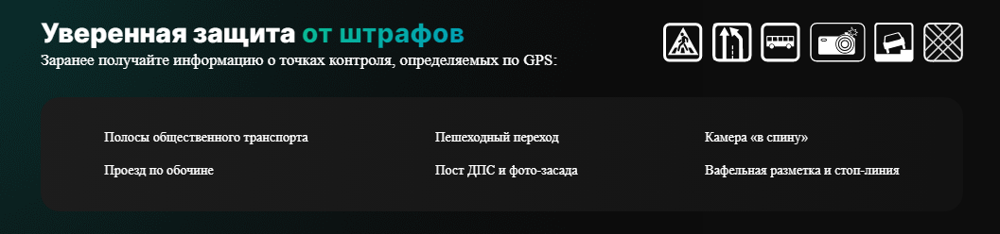 Уверенная защита от штрафов
Заранее получайте информацию о точках контроля, определяемых по GPS:
Полосы общественного транспорта
Пешеходный переход
Камера «в спину»
Проезд по обочине
Пост ДПС и фото-засада
Вафельная разметка и стоп-линия